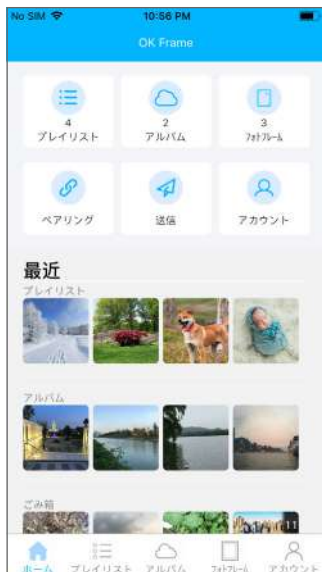 No SIM 10:56 PM
OK Frame
4 2 3
プレイリスト アルバム ﾌｫﾄﾌﾚｰﾑ
ペアリング 送信 アカウント
最近
プレイリスト
アルバム
ごみ箱
ホーム プレイリスト アルバム ﾌｫﾄﾌﾚｰﾑ アカウント